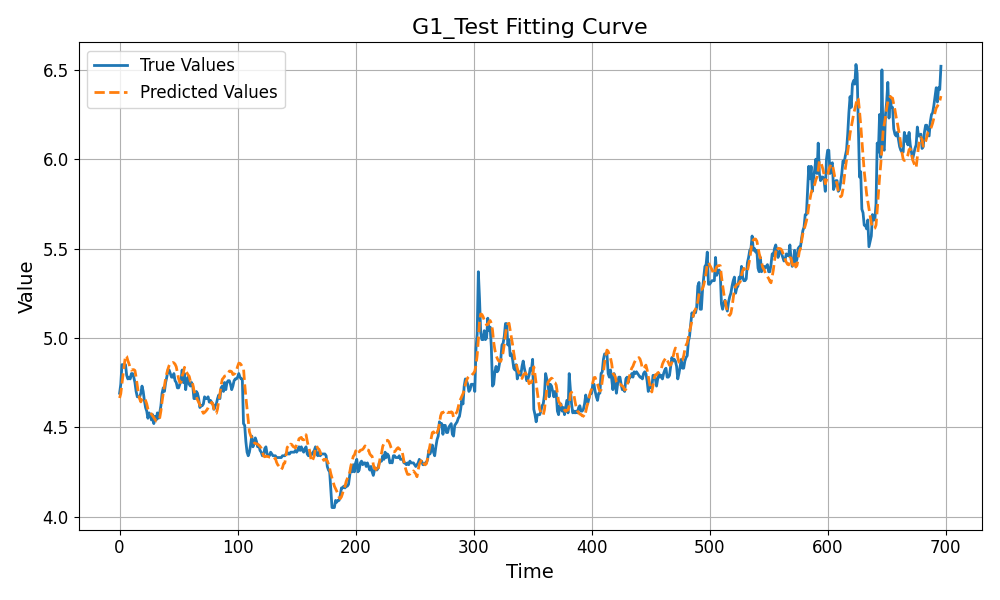 G1_Test Fitting Curve
True Values
Predicted Values
Value
6.5
6.0
5.5
5.0
4.5
4.0
0 100 200 300 400 500 600 700
Time